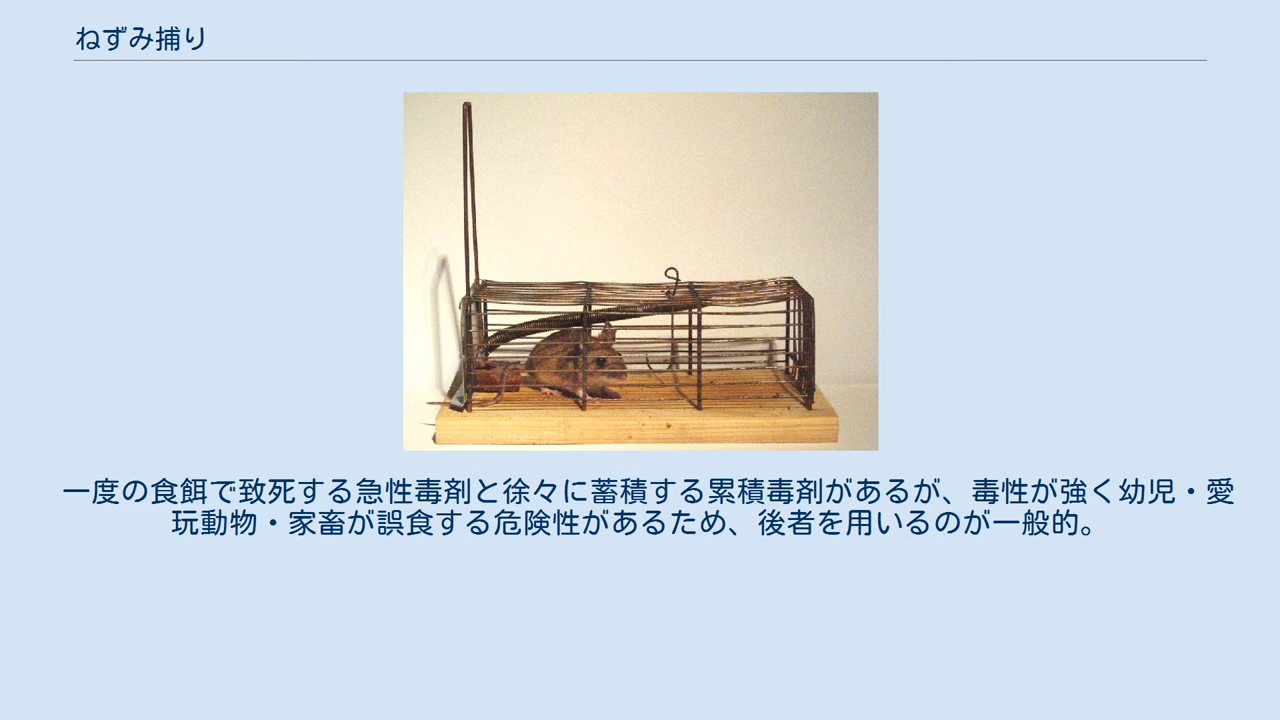 ねずみ捕り
一度の食餌で致死する急性毒剤と徐々に蓄積する累積毒剤があるが、毒性が強く幼児・愛
玩動物・家畜が誤食する危険性があるため、後者を用いるのが一般的。